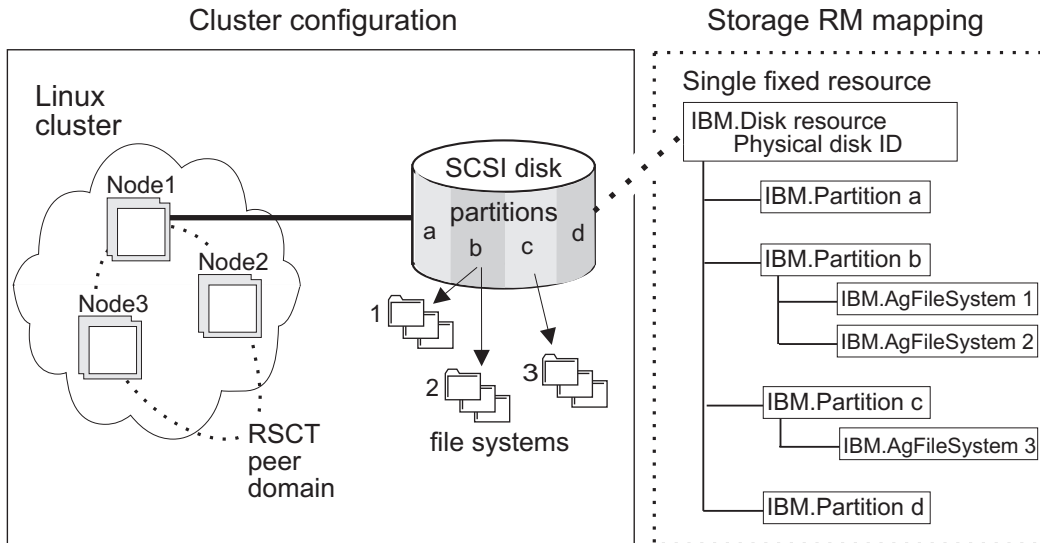 Cluster configuration
Storage RM mapping
Linux
cluster
Node1
Node2
Node3
RSCT
peer
domain
SCSI disk
partitions
a
b
c
d
1
2
3
file systems
Single fixed resource
IBM.Disk resource
Physical disk ID
IBM.Partition a
IBM.Partition b
IBM.AgFileSystem 1
IBM.AgFileSystem 2
IBM.Partition c
IBM.AgFileSystem 3
IBM.Partition d